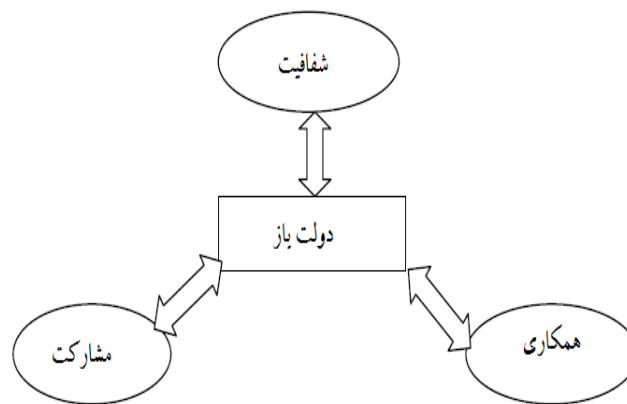 شفافیت
دولت باز
همکاری
مشارکت